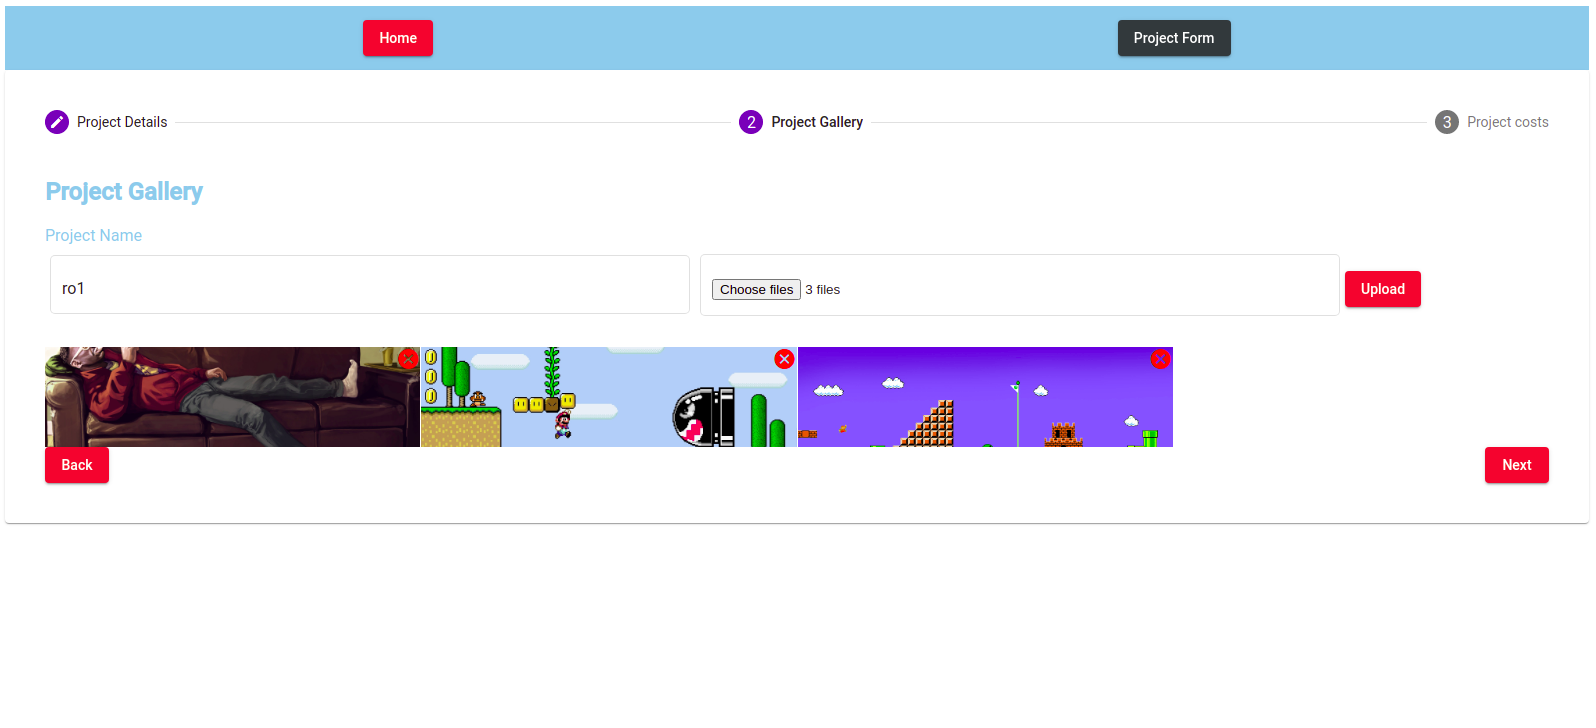 Home Project Form
Project Details 2 Project Gallery 3 Project costs
Project Gallery
Project Name
ro1 Choose files 3 files Upload
Back Next